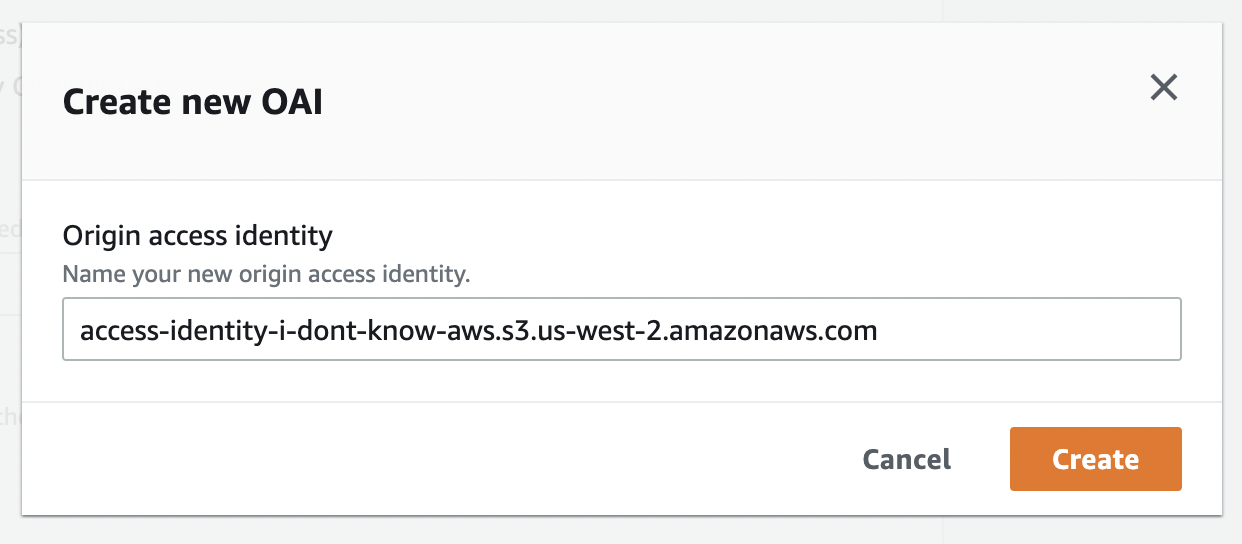 Create new OAI
Origin access identity
Name your new origin access identity.
access-identity-i-dont-know-aws.s3.us-west-2.amazonaws.com
Cancel Create